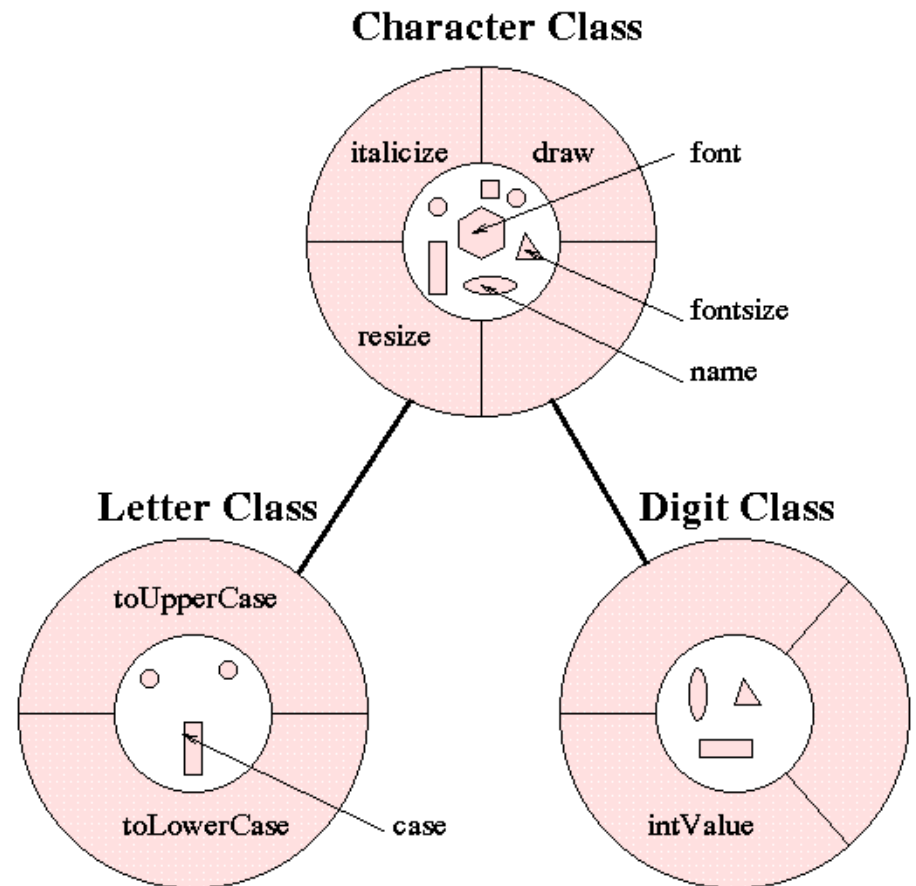 Character Class
italicize
draw
font
resize
fontsize
name
Letter Class
Digit Class
toUpperCase
toLowerCase
case
intValue